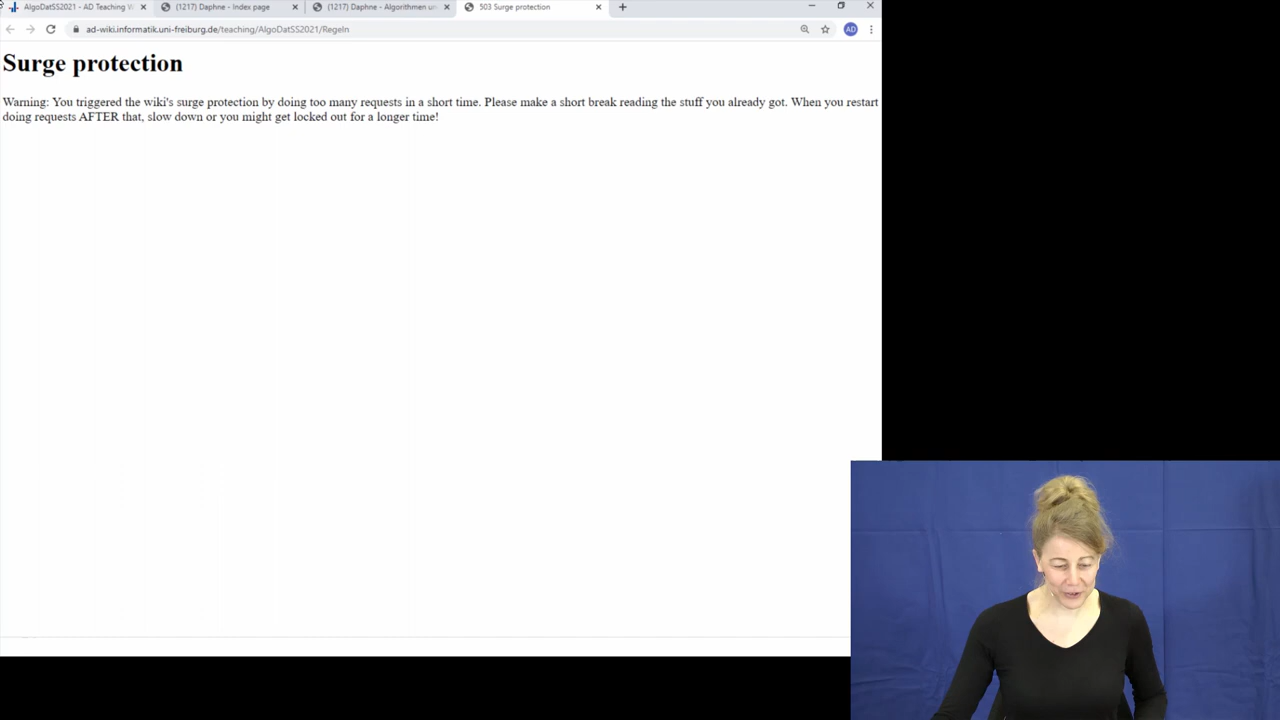 AlgoDatSS2021 - AD Teaching W
(1217) Daphne - Index page
(1217) Daphne - Algorithmen un
503 Surge protection
ad-wiki.informatik.uni-freiburg.de/teaching/AlgoDatSS2021/Regeln
AD
Surge protection
Warning: You triggered the wiki's surge protection by doing too many requests in a short time. Please make a short break reading the stuff you already got. When you restart
doing requests AFTER that, slow down or you might get locked out for a longer time!